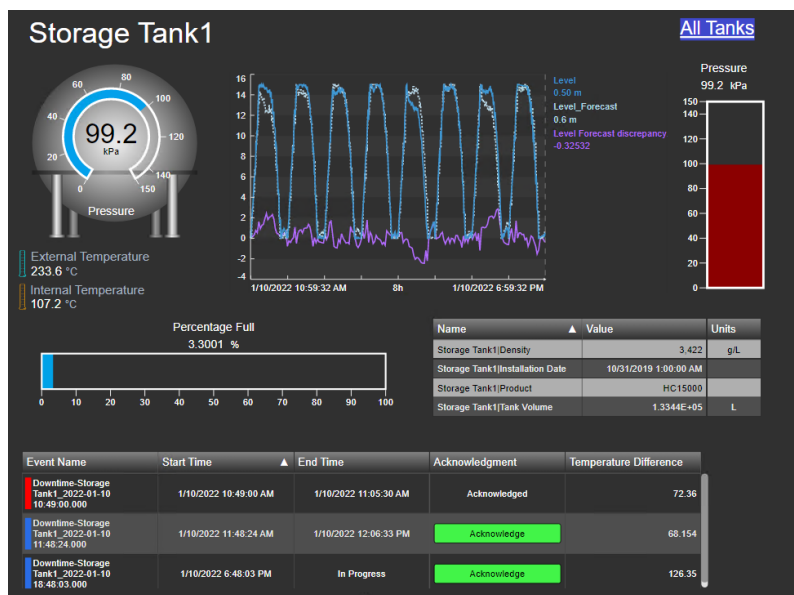 Storage Tank1
All Tanks
60
80
100
40
120
20
140
0
150
99.2
kPa
Pressure
External Temperature
233.6 °C
Internal Temperature
107.2 °C
16
14
12
10
8
6
4
2
0
-2
-4
1/10/2022 10:59:32 AM 8h 1/10/2022 6:59:32 PM
Level
0.50 m
Level_Forecast
0.6 m
Level Forecast discrepancy
-0.32532
Pressure
99.2 kPa
150
140
120
100
80
60
40
20
0
Percentage Full
3.3001 %
0 10 20 30 40 50 60 70 80 90 100
Name ▲ Value Units
Storage Tank1|Density 3,422 g/L
Storage Tank1|Installation Date 10/31/2019 1:00:00 AM
Storage Tank1|Product HC15000
Storage Tank1|Tank Volume 1.3344E+05 L
Event Name Start Time ▲ End Time Acknowledgment Temperature Difference
Downtime-Storage
Tank1_2022-01-10 1/10/2022 10:49:00 AM 1/10/2022 11:05:30 AM Acknowledged 72.36
10:49:00.000
Downtime-Storage
Tank1_2022-01-10 1/10/2022 11:48:24 AM 1/10/2022 12:06:33 PM Acknowledge 68.154
11:48:24.000
Downtime-Storage
Tank1_2022-01-10 1/10/2022 6:48:03 PM In Progress Acknowledge 126.35
18:48:03.000